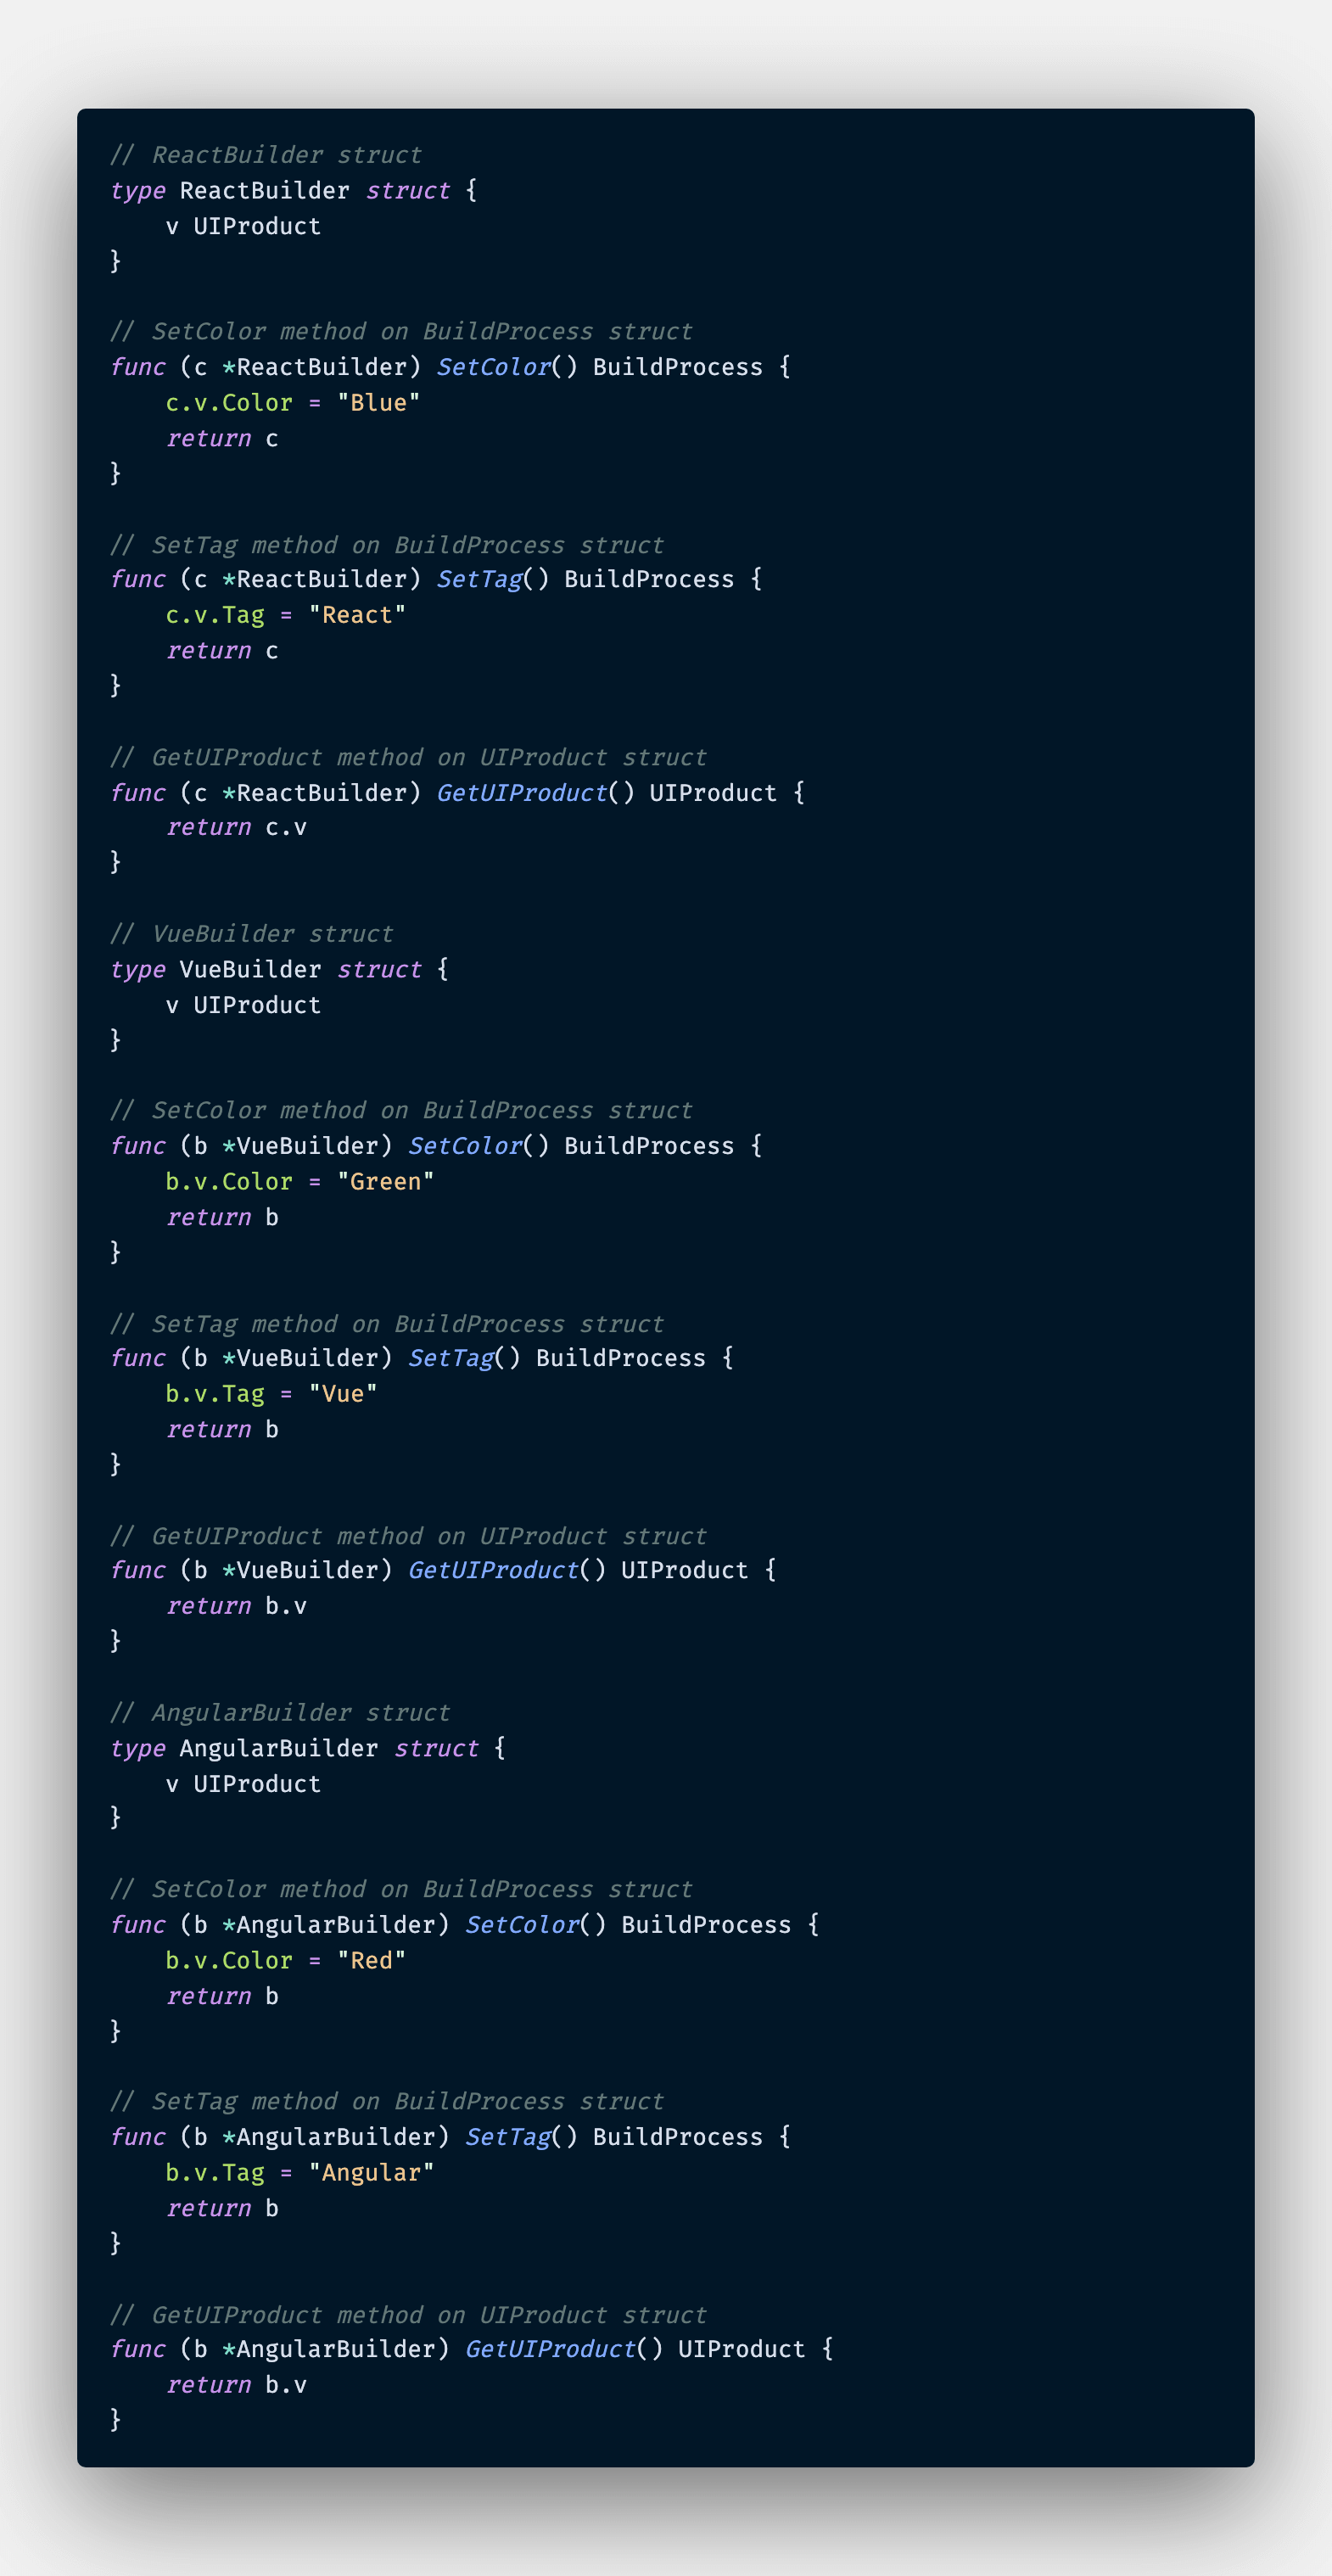 // ReactBuilder struct
type ReactBuilder struct {
    v UIProduct
}

// SetColor method on BuildProcess struct
func (c *ReactBuilder) SetColor() BuildProcess {
    c.v.Color = "Blue"
    return c
}

// SetTag method on BuildProcess struct
func (c *ReactBuilder) SetTag() BuildProcess {
    c.v.Tag = "React"
    return c
}

// GetUIProduct method on UIProduct struct
func (c *ReactBuilder) GetUIProduct() UIProduct {
    return c.v
}

// VueBuilder struct
type VueBuilder struct {
    v UIProduct
}

// SetColor method on BuildProcess struct
func (b *VueBuilder) SetColor() BuildProcess {
    b.v.Color = "Green"
    return b
}

// SetTag method on BuildProcess struct
func (b *VueBuilder) SetTag() BuildProcess {
    b.v.Tag = "Vue"
    return b
}

// GetUIProduct method on UIProduct struct
func (b *VueBuilder) GetUIProduct() UIProduct {
    return b.v
}

// AngularBuilder struct
type AngularBuilder struct {
    v UIProduct
}

// SetColor method on BuildProcess struct
func (b *AngularBuilder) SetColor() BuildProcess {
    b.v.Color = "Red"
    return b
}

// SetTag method on BuildProcess struct
func (b *AngularBuilder) SetTag() BuildProcess {
    b.v.Tag = "Angular"
    return b
}

// GetUIProduct method on UIProduct struct
func (b *AngularBuilder) GetUIProduct() UIProduct {
    return b.v
}